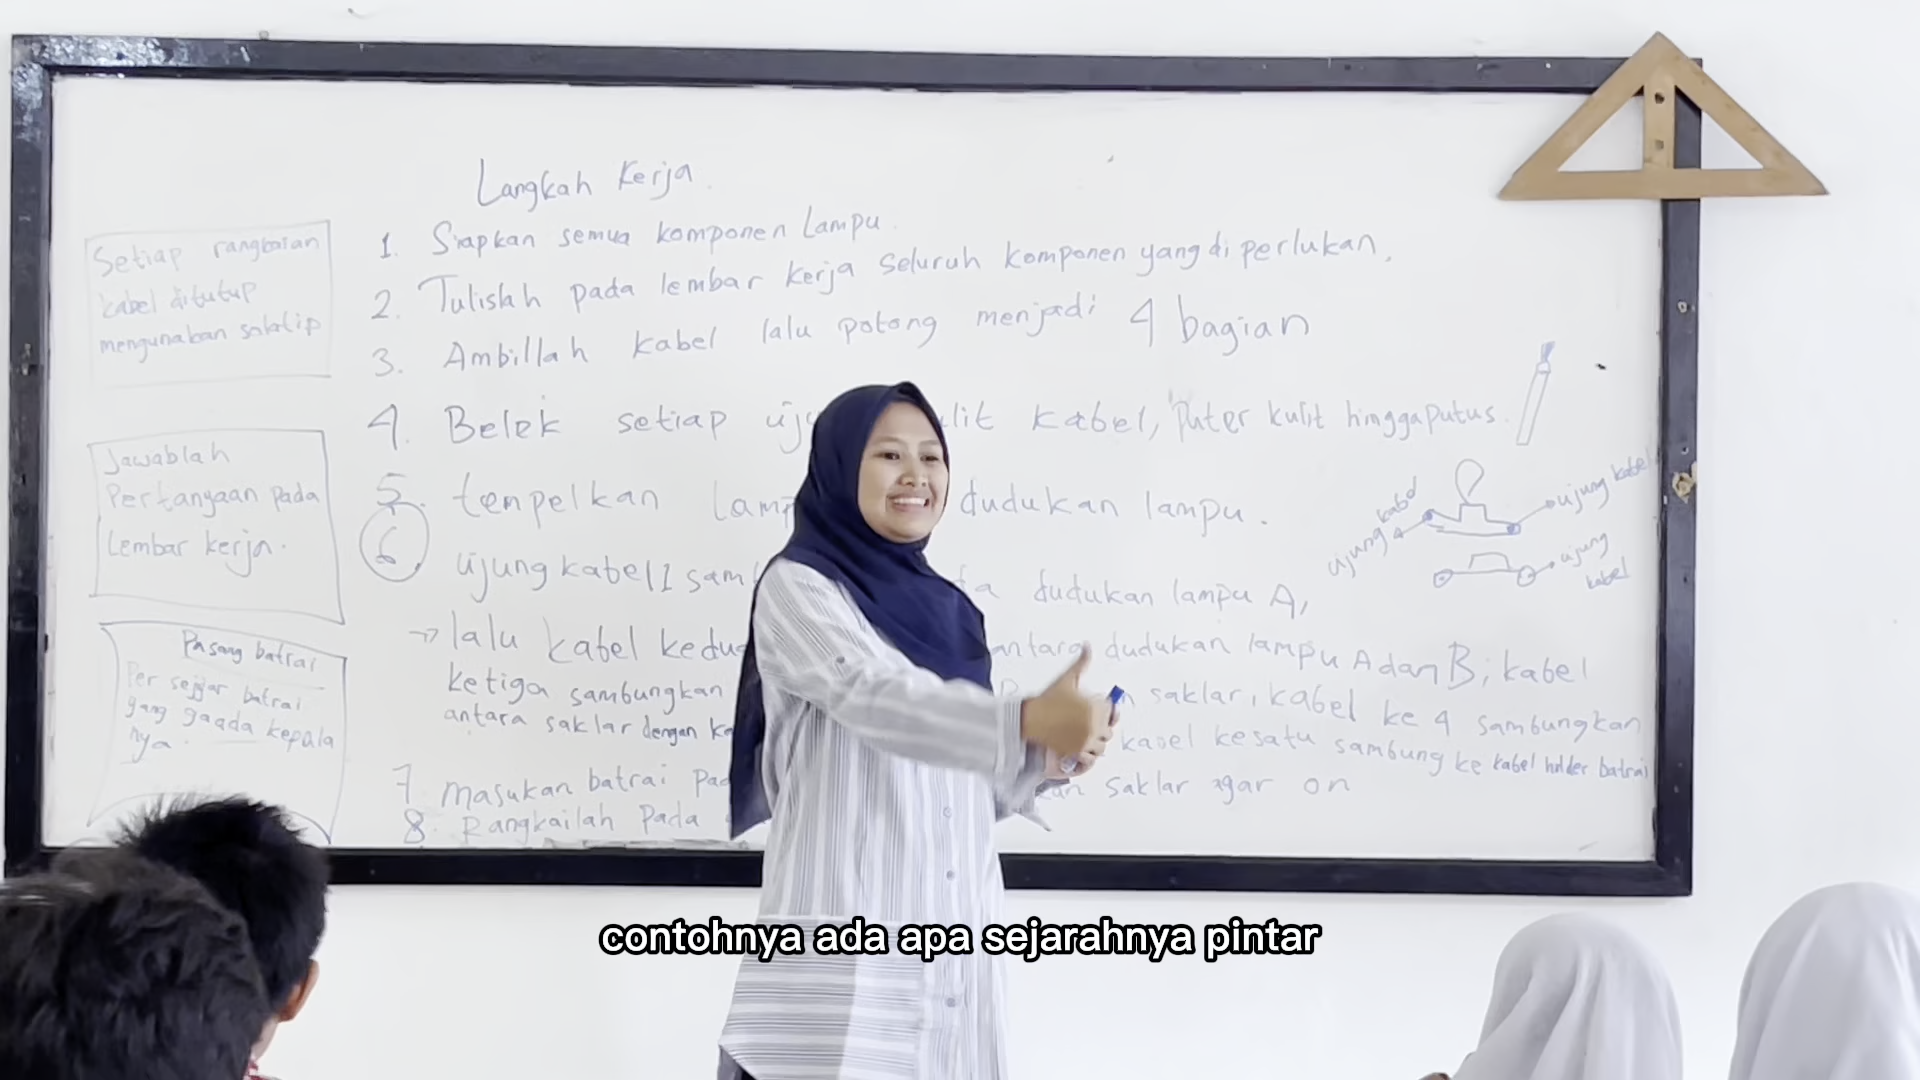 Langkah Kerja
1. Siapkan semua komponen Lampu.
2. Tulislah pada lembar kerja seluruh komponen yang di perlukan.
3. Ambillah kabel lalu potong menjadi 4 bagian
4. Belek setiap kabel, puter kulit hingga putus.
5. tempelkan dudukan lampu.
6 ujung kabel 1 dudukan lampu A,
lalu kabel antara dudukan lampu A dan B; kabel
ketiga sambungkan saklar, kabel ke 4 sambungkan
antara saklar dengan kabel kesatu sambung ke kabel holder batrai
7 masukan batrai saklar agar on
8. Rangkailah Pada
Setiap rangkaian
kabel ditutup
mengunakan
Jawablah
Pertanyaan pada
Lembar kerja.
Pasang batrai
Per sejajar batrai
yang gaada kepala
nya.
ujung kabel
ujung kabel
ujung
kabel
contohnya ada apa sejarahnya pintar